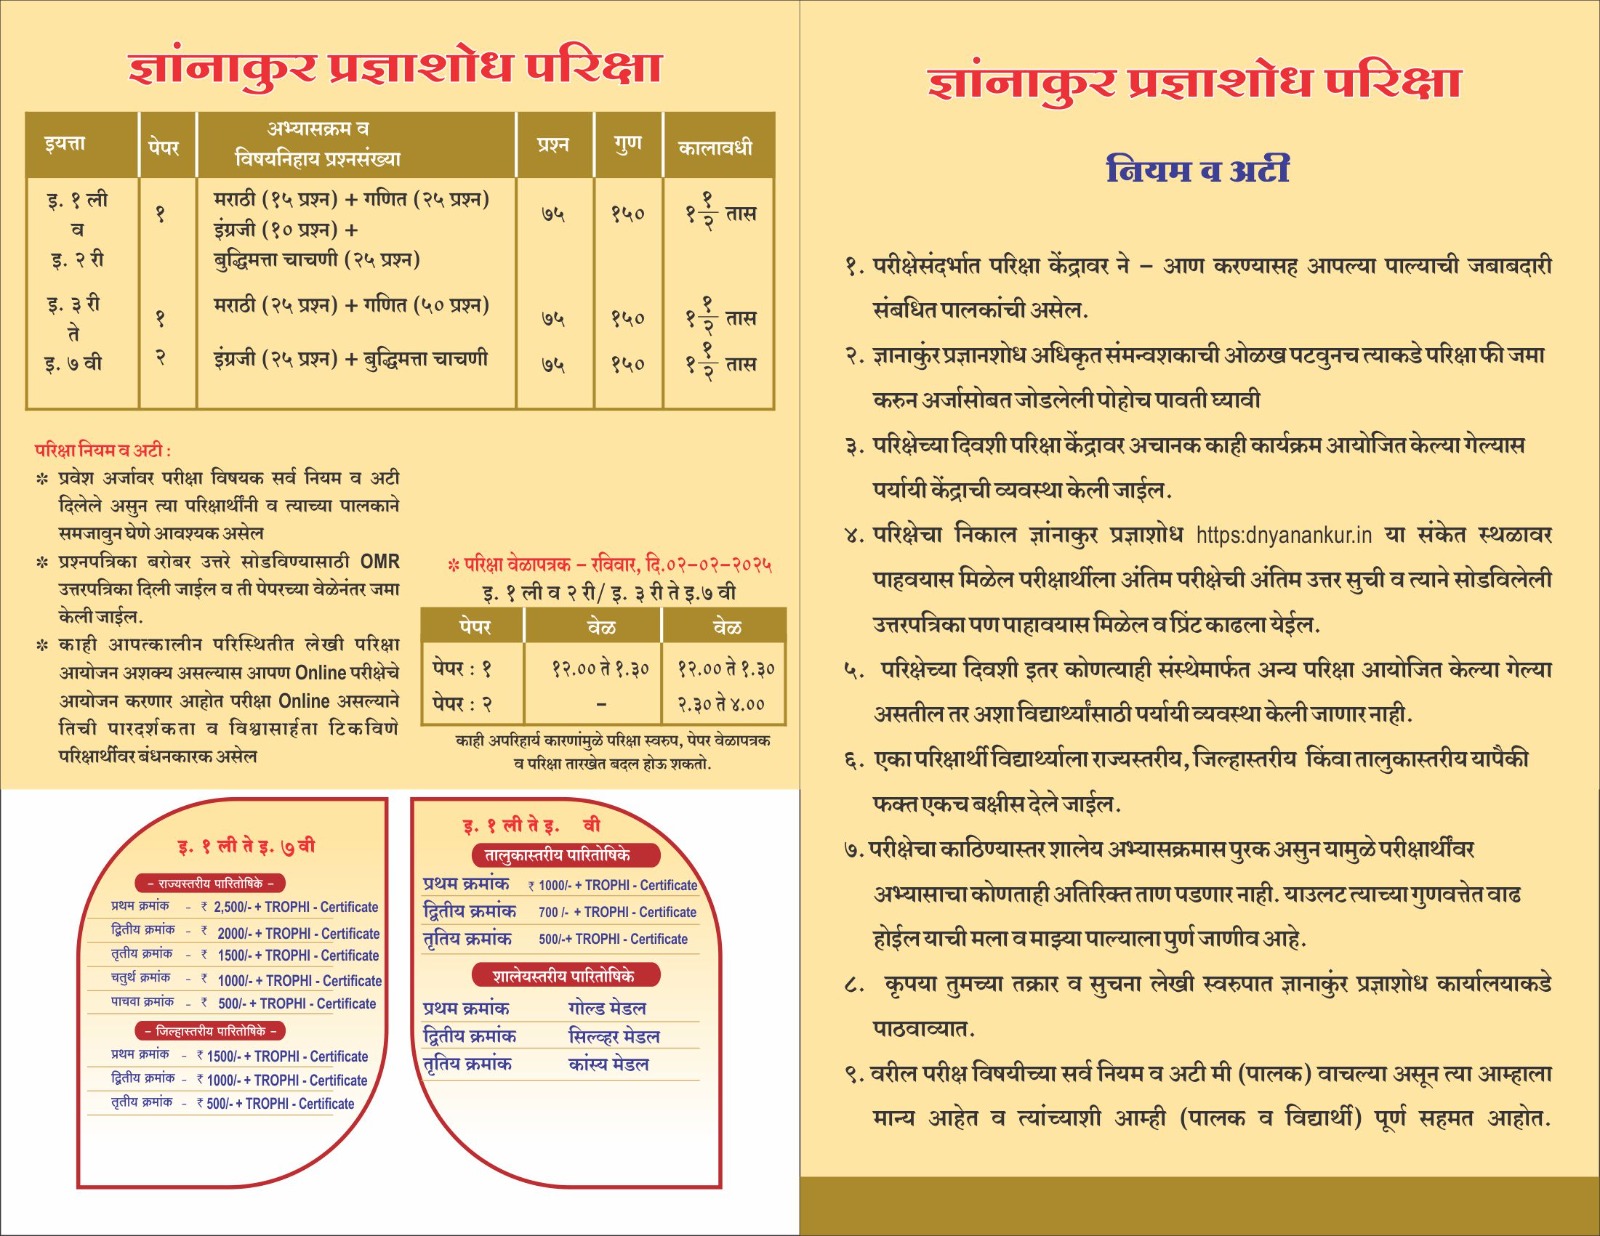 ज्ञांनाकुर प्रज्ञाशोध परिक्षा
इयत्ता पेपर अभ्यासक्रम व विषयनिहाय प्रश्नसंख्या प्रश्न गुण कालावधी
इ. १ ली
व
इ. २ री
१
मराठी (१५ प्रश्न) + गणित (२५ प्रश्न)
इंग्रजी (१० प्रश्न) +
बुद्धिमत्ता चाचणी (२५ प्रश्न)
७५ १५० १ १/२ तास
इ. ३ री
ते
इ. ७ वी
१ मराठी (२५ प्रश्न) + गणित (५० प्रश्न) ७५ १५० १ १/२ तास
२ इंग्रजी (२५ प्रश्न) + बुद्धिमत्ता चाचणी ७५ १५० १ १/२ तास
परिक्षा नियम व अटी :
✼ प्रवेश अर्जावर परीक्षा विषयक सर्व नियम व अटी
दिलेले असुन त्या परिक्षार्थींनी व त्याच्या पालकाने
समजावुन घेणे आवश्यक असेल
✼ प्रश्नपत्रिका बरोबर उत्तरे सोडविण्यासाठी OMR
उत्तरपत्रिका दिली जाईल व ती पेपरच्या वेळेनंतर जमा
केली जाईल.
✼ काही आपत्कालीन परिस्थितीत लेखी परिक्षा
आयोजन अशक्य असल्यास आपण Online परीक्षेचे
आयोजन करणार आहोत परीक्षा Online असल्याने
तिची पारदर्शकता व विश्वासार्हता टिकविणे
परिक्षार्थीवर बंधनकारक असेल
✼ परिक्षा वेळापत्रक – रविवार, दि.०२–०२–२०२५
इ. १ ली व २ री/ इ. ३ री ते इ.७ वी
पेपर वेळ वेळ
पेपर : १ १२.०० ते १.३० १२.०० ते १.३०
पेपर : २ – २.३० ते ४.००
काही अपरिहार्य कारणांमुळे परिक्षा स्वरुप, पेपर वेळापत्रक
व परिक्षा तारखेत बदल होऊ शकतो.
इ. १ ली ते इ. ७ वी
– राज्यस्तरीय पारितोषिके –
प्रथम क्रमांक - ₹ 2,500/- + TROPHI - Certificate
द्वितीय क्रमांक - ₹ 2000/- + TROPHI - Certificate
तृतीय क्रमांक - ₹ 1500/- + TROPHI - Certificate
चतुर्थ क्रमांक - ₹ 1000/- + TROPHI - Certificate
पाचवा क्रमांक - ₹ 500/- + TROPHI - Certificate
– जिल्हास्तरीय पारितोषिके –
प्रथम क्रमांक - ₹ 1500/- + TROPHI - Certificate
द्वितीय क्रमांक - ₹ 1000/- + TROPHI - Certificate
तृतीय क्रमांक - ₹ 500/- + TROPHI - Certificate
इ. १ ली ते इ. वी
तालुकास्तरीय पारितोषिके
प्रथम क्रमांक ₹ 1000/- + TROPHI - Certificate
द्वितीय क्रमांक 700 /- + TROPHI - Certificate
तृतिय क्रमांक 500/-+ TROPHI - Certificate
शालेयस्तरीय पारितोषिके
प्रथम क्रमांक गोल्ड मेडल
द्वितीय क्रमांक सिल्व्हर मेडल
तृतिय क्रमांक कांस्य मेडल
ज्ञांनाकुर प्रज्ञाशोध परिक्षा
नियम व अटी
१. परीक्षेसंदर्भात परिक्षा केंद्रावर ने – आण करण्यासह आपल्या पाल्याची जबाबदारी
संबधित पालकांची असेल.
२. ज्ञानाकुंर प्रज्ञानशोध अधिकृत संमन्वशकाची ओळख पटवुनच त्याकडे परिक्षा फी जमा
करुन अर्जासोबत जोडलेली पोहोच पावती घ्यावी
३. परिक्षेच्या दिवशी परिक्षा केंद्रावर अचानक काही कार्यक्रम आयोजित केल्या गेल्यास
पर्यायी केंद्राची व्यवस्था केली जाईल.
४. परिक्षेचा निकाल ज्ञांनाकुंर प्रज्ञाशोध https:dnyanankur.in या संकेत स्थळावर
पाहवयास मिळेल परीक्षार्थीला अंतिम परीक्षेची अंतिम उत्तर सुची व त्याने सोडविलेली
उत्तरपत्रिका पण पाहावयास मिळेल व प्रिंट काढला येईल.
५. परिक्षेच्या दिवशी इतर कोणत्याही संस्थेमार्फत अन्य परिक्षा आयोजित केल्या गेल्या
असतील तर अशा विद्यार्थ्यांसाठी पर्यायी व्यवस्था केली जाणार नाही.
६. एका परिक्षार्थी विद्यार्थ्याला राज्यस्तरीय, जिल्हास्तरीय किंवा तालुकास्तरीय यापैकी
फक्त एकच बक्षीस देले जाईल.
७. परीक्षेचा काठिण्यास्तर शालेय अभ्यासक्रमास पुरक असुन यामुळे परीक्षार्थींवर
अभ्यासाचा कोणताही अतिरिक्त ताण पडणार नाही. याउलट त्याच्या गुणवत्तेत वाढ
होईल याची मला व माझ्या पाल्याला पुर्ण जाणीव आहे.
८. कृपया तुमच्या तक्रार व सुचना लेखी स्वरुपात ज्ञानाकुंर प्रज्ञाशोध कार्यालयाकडे
पाठवाव्यात.
९. वरील परीक्ष विषयीच्या सर्व नियम व अटी मी (पालक) वाचल्या असून त्या आम्हाला
मान्य आहेत व त्यांच्याशी आम्ही (पालक व विद्यार्थी) पूर्ण सहमत आहोत.